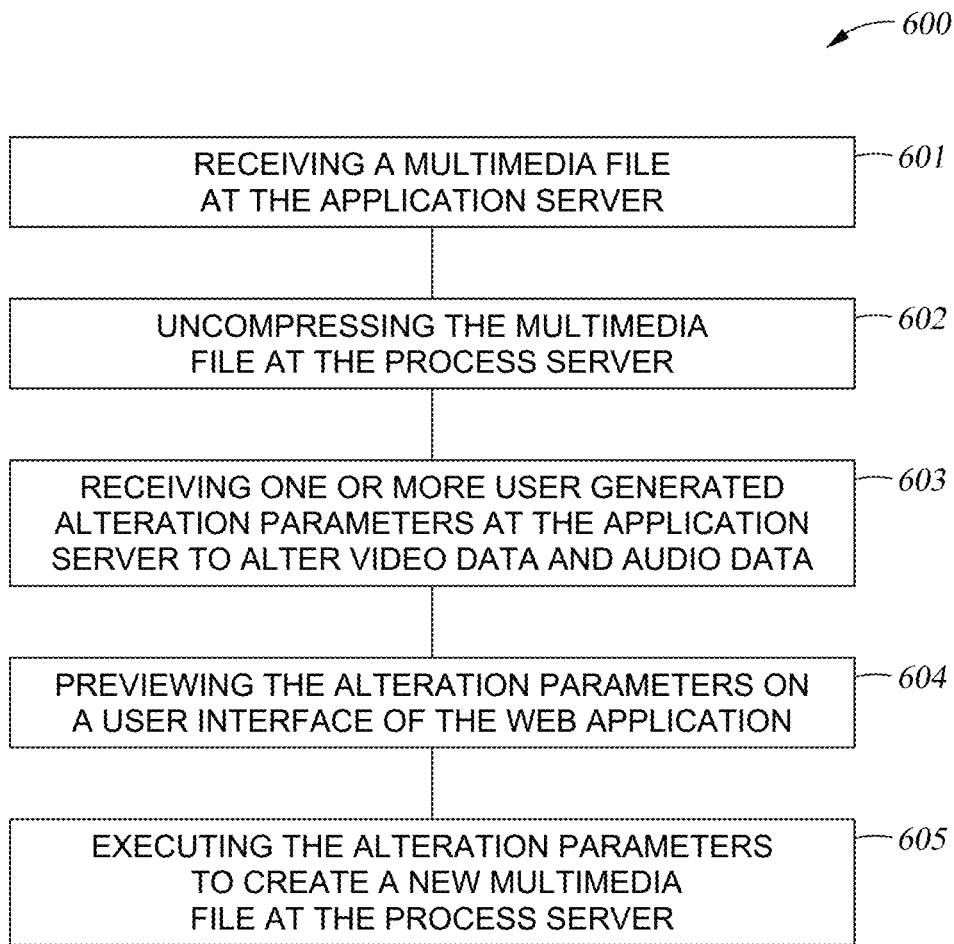 600
RECEIVING A MULTIMEDIA FILE
AT THE APPLICATION SERVER
601
UNCOMPRESSING THE MULTIMEDIA
FILE AT THE PROCESS SERVER
602
RECEIVING ONE OR MORE USER GENERATED
ALTERATION PARAMETERS AT THE APPLICATION
SERVER TO ALTER VIDEO DATA AND AUDIO DATA
603
PREVIEWING THE ALTERATION PARAMETERS ON
A USER INTERFACE OF THE WEB APPLICATION
604
EXECUTING THE ALTERATION PARAMETERS
TO CREATE A NEW MULTIMEDIA
FILE AT THE PROCESS SERVER
605